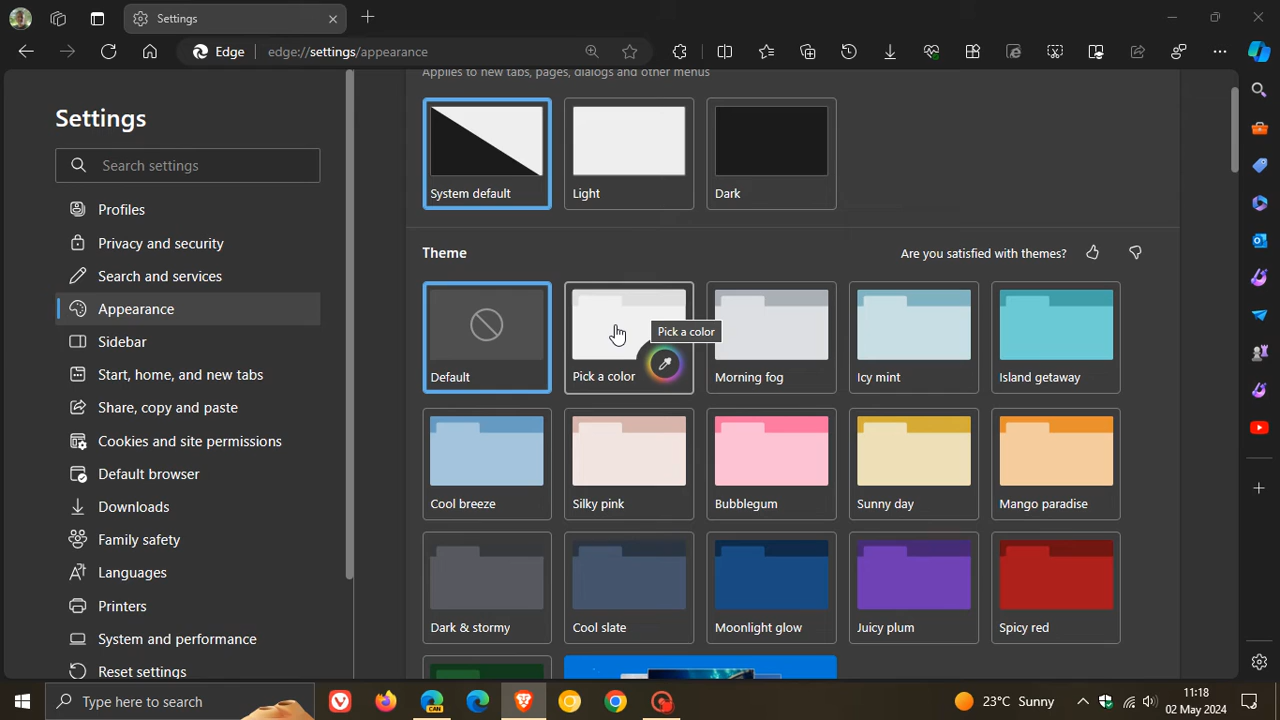 Settings
Edge
edge://settings/appearance
Settings
Search settings
Profiles
Privacy and security
Search and services
Appearance
Sidebar
Start, home, and new tabs
Share, copy and paste
Cookies and site permissions
Default browser
Downloads
Family safety
Languages
Printers
System and performance
Reset settings
Applies to new tabs, pages, dialogs and other menus
System default
Light
Dark
Theme
Are you satisfied with themes?
Default
Pick a color
Pick a color
Morning fog
Icy mint
Island getaway
Cool breeze
Silky pink
Bubblegum
Sunny day
Mango paradise
Dark & stormy
Cool slate
Moonlight glow
Juicy plum
Spicy red
Type here to search
CAN
23°C Sunny
11:18
02 May 2024